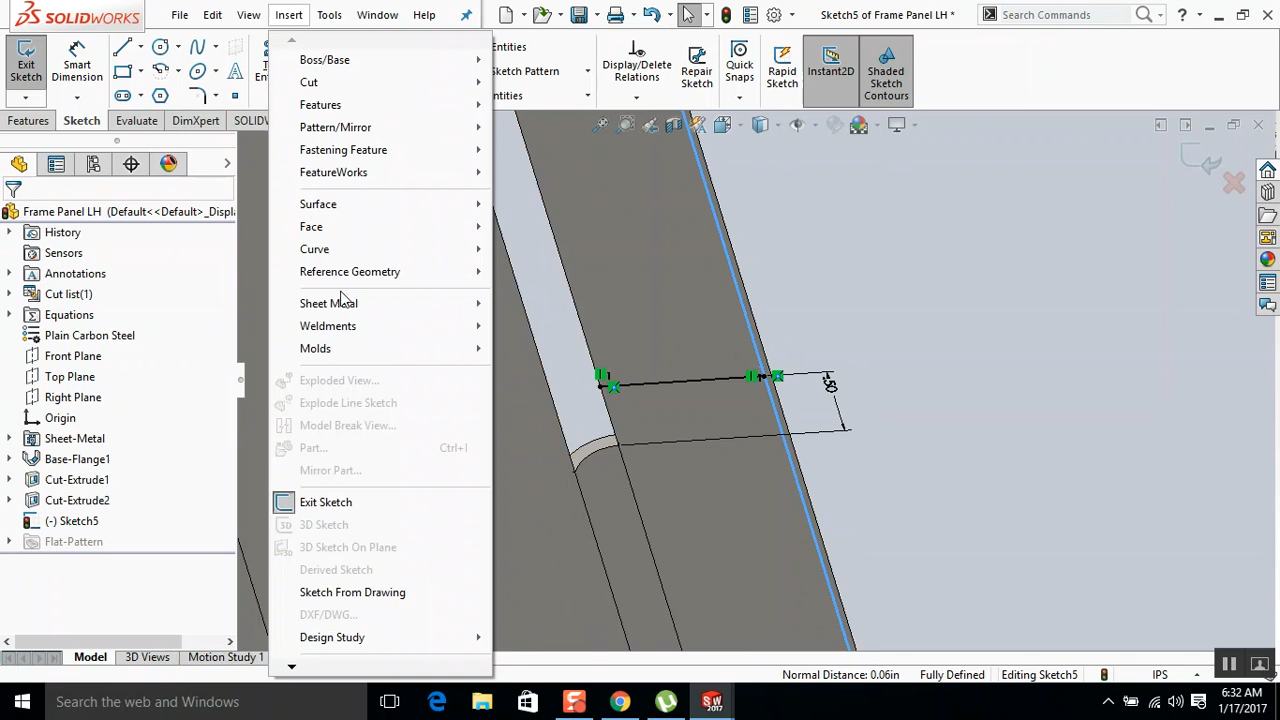 SOLIDWORKS
File
Edit
View
Insert
Tools
Window
Help
Sketch5 of Frame Panel LH *
Search Commands
?
Exit
Sketch
Smart
Dimension
Entities
Sketch Pattern
Entities
Display/Delete
Relations
Repair
Sketch
Quick
Snaps
Rapid
Sketch
Instant2D
Shaded
Sketch
Contours
Features
Sketch
Evaluate
DimXpert
SOLIDW
Frame Panel LH (Default<<Default>_Displ
History
Sensors
Annotations
Cut list(1)
Equations
Plain Carbon Steel
Front Plane
Top Plane
Right Plane
Origin
Sheet-Metal
Base-Flange1
Cut-Extrude1
Cut-Extrude2
(-) Sketch5
Flat-Pattern
Boss/Base
Cut
Features
Pattern/Mirror
Fastening Feature
FeatureWorks
Surface
Face
Curve
Reference Geometry
Sheet Metal
Weldments
Molds
Exploded View...
Explode Line Sketch
Model Break View...
Part... Ctrl+I
Mirror Part...
Exit Sketch
3D Sketch
3D Sketch On Plane
Derived Sketch
Sketch From Drawing
DXF/DWG...
Design Study
.50
Model
3D Views
Motion Study 1
Normal Distance: 0.06in
Fully Defined
Editing Sketch5
IPS
Search the web and Windows
SW
2017
6:32 AM
1/17/2017